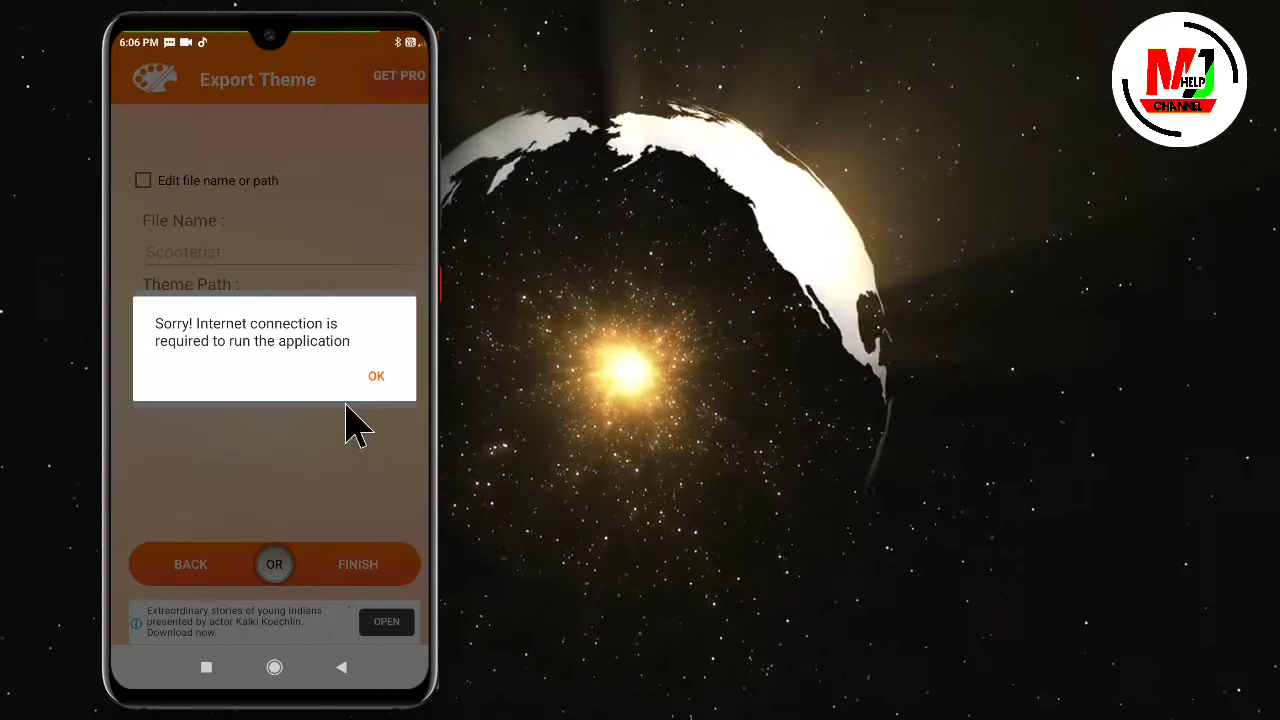 6:06 PM
Export Theme
GET PRO
Edit file name or path
File Name :
Scooterist
Theme Path :
Sorry! Internet connection is
required to run the application
OK
BACK
OR
FINISH
Extraordinary stories of young Indians
presented by actor Kalki Koechlin.
Download now.
OPEN
MJ
HELP
CHANNEL